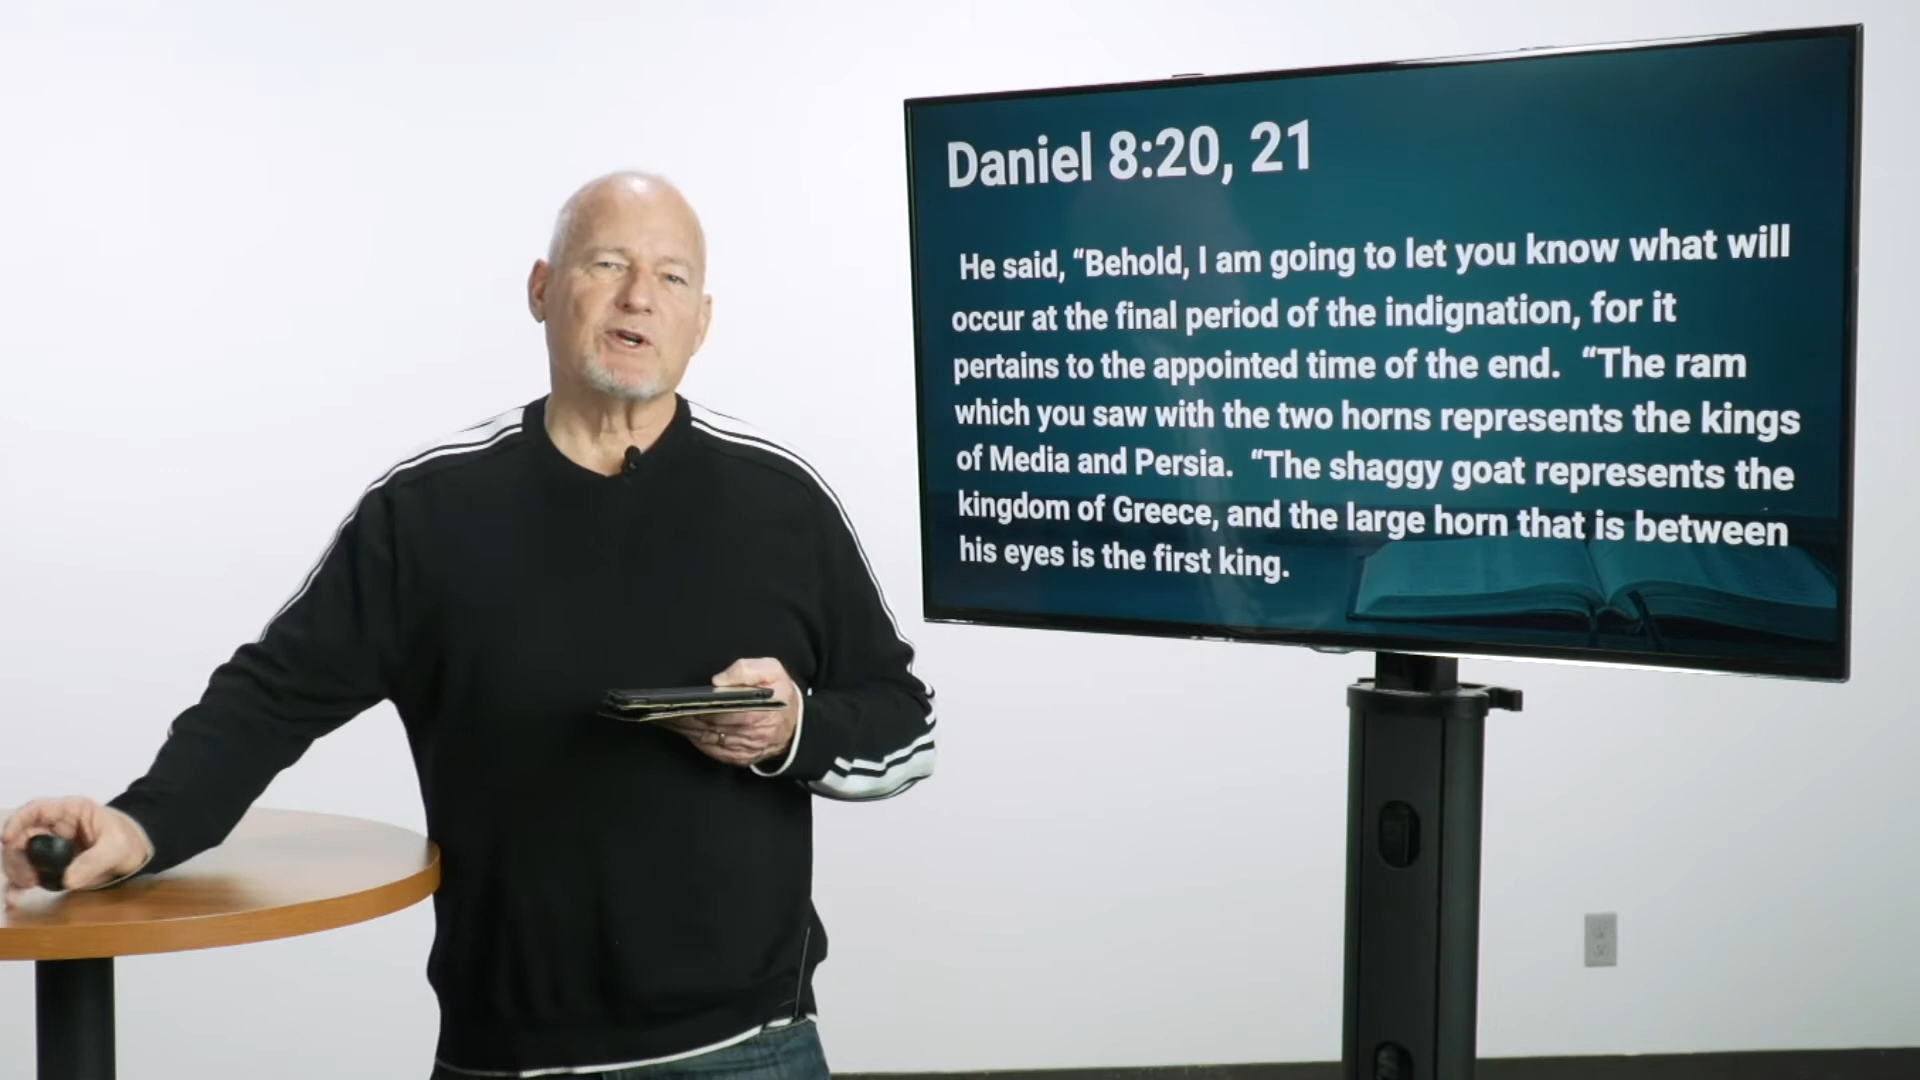 Daniel 8:20, 21
He said, “Behold, I am going to let you know what will
occur at the final period of the indignation, for it
pertains to the appointed time of the end. “The ram
which you saw with the two horns represents the kings
of Media and Persia. “The shaggy goat represents the
kingdom of Greece, and the large horn that is between
his eyes is the first king.